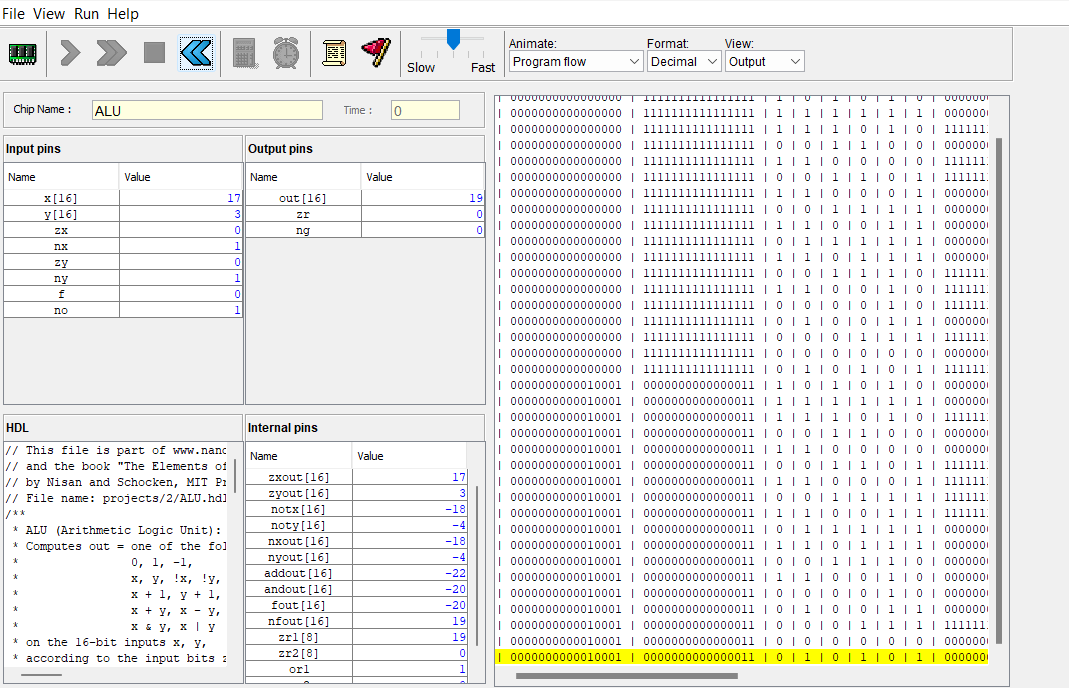 File View Run Help
Slow
Fast
Animate:
Program flow
Format:
Decimal
View:
Output
Chip Name :
ALU
Time :
0
Input pins
Name Value
x[16] 17
y[16] 3
zx 0
nx 1
zy 0
ny 1
f 0
no 1
Output pins
Name Value
out[16] 19
zr 0
ng 0
HDL
// This file is part of www.nand
// and the book "The Elements of
// by Nisan and Schocken, MIT Pr
// File name: projects/2/ALU.hdl
/**
* ALU (Arithmetic Logic Unit):
* Computes out = one of the fol
* 0, 1, -1,
* x, y, !x, !y,
* x + 1, y + 1,
* x + y, x - y,
* x & y, x | y
* on the 16-bit inputs x, y,
* according to the input bits z
Internal pins
Name Value
zxout[16] 17
zyout[16] 3
notx[16] -18
noty[16] -4
nxout[16] -18
nyout[16] -4
addout[16] -22
andout[16] -20
fout[16] -20
nfout[16] 19
zr1[8] 19
zr2[8] 0
or1 1
| 0000000000000000 | 1111111111111111 | 1 | 0 | 1 | 0 | 1 | 0 | 000000
| 0000000000000000 | 1111111111111111 | 1 | 1 | 1 | 1 | 1 | 1 | 000000
| 0000000000000000 | 1111111111111111 | 1 | 1 | 1 | 0 | 1 | 0 | 111111
| 0000000000000000 | 1111111111111111 | 0 | 0 | 1 | 1 | 0 | 0 | 000000
| 0000000000000000 | 1111111111111111 | 1 | 1 | 0 | 0 | 0 | 0 | 111111
| 0000000000000000 | 1111111111111111 | 0 | 0 | 1 | 1 | 0 | 1 | 111111
| 0000000000000000 | 1111111111111111 | 1 | 1 | 0 | 0 | 0 | 1 | 000000
| 0000000000000000 | 1111111111111111 | 0 | 0 | 1 | 1 | 1 | 1 | 000000
| 0000000000000000 | 1111111111111111 | 1 | 1 | 0 | 0 | 1 | 1 | 000000
| 0000000000000000 | 1111111111111111 | 0 | 1 | 1 | 1 | 1 | 1 | 000000
| 0000000000000000 | 1111111111111111 | 1 | 1 | 0 | 1 | 1 | 1 | 000000
| 0000000000000000 | 1111111111111111 | 0 | 0 | 1 | 1 | 1 | 0 | 111111
| 0000000000000000 | 1111111111111111 | 1 | 1 | 0 | 0 | 1 | 0 | 111111
| 0000000000000000 | 1111111111111111 | 0 | 0 | 0 | 0 | 1 | 0 | 111111
| 0000000000000000 | 1111111111111111 | 0 | 1 | 0 | 0 | 1 | 1 | 000000
| 0000000000000000 | 1111111111111111 | 0 | 0 | 0 | 1 | 1 | 1 | 111111
| 0000000000000000 | 1111111111111111 | 0 | 0 | 0 | 0 | 0 | 0 | 000000
| 0000000000000000 | 1111111111111111 | 0 | 1 | 0 | 1 | 0 | 1 | 111111
| 0000000000010001 | 0000000000000011 | 1 | 0 | 1 | 0 | 1 | 0 | 000000
| 0000000000010001 | 0000000000000011 | 1 | 1 | 1 | 1 | 1 | 1 | 000000
| 0000000000010001 | 0000000000000011 | 1 | 1 | 1 | 0 | 1 | 0 | 111111
| 0000000000010001 | 0000000000000011 | 0 | 0 | 1 | 1 | 0 | 0 | 000000
| 0000000000010001 | 0000000000000011 | 1 | 1 | 0 | 0 | 0 | 0 | 000000
| 0000000000010001 | 0000000000000011 | 0 | 0 | 1 | 1 | 0 | 1 | 111111
| 0000000000010001 | 0000000000000011 | 1 | 1 | 0 | 0 | 0 | 1 | 111111
| 0000000000010001 | 0000000000000011 | 0 | 0 | 1 | 1 | 1 | 1 | 111111
| 0000000000010001 | 0000000000000011 | 1 | 1 | 0 | 0 | 1 | 1 | 111111
| 0000000000010001 | 0000000000000011 | 0 | 1 | 1 | 1 | 1 | 1 | 000000
| 0000000000010001 | 0000000000000011 | 1 | 1 | 0 | 1 | 1 | 1 | 000000
| 0000000000010001 | 0000000000000011 | 0 | 0 | 1 | 1 | 1 | 0 | 000000
| 0000000000010001 | 0000000000000011 | 1 | 1 | 0 | 0 | 1 | 0 | 000000
| 0000000000010001 | 0000000000000011 | 0 | 0 | 0 | 0 | 1 | 0 | 000000
| 0000000000010001 | 0000000000000011 | 0 | 1 | 0 | 0 | 1 | 1 | 000000
| 0000000000010001 | 0000000000000011 | 0 | 0 | 0 | 1 | 1 | 1 | 111111
| 0000000000010001 | 0000000000000011 | 0 | 0 | 0 | 0 | 0 | 0 | 000000
| 0000000000010001 | 0000000000000011 | 0 | 1 | 0 | 1 | 0 | 1 | 000000